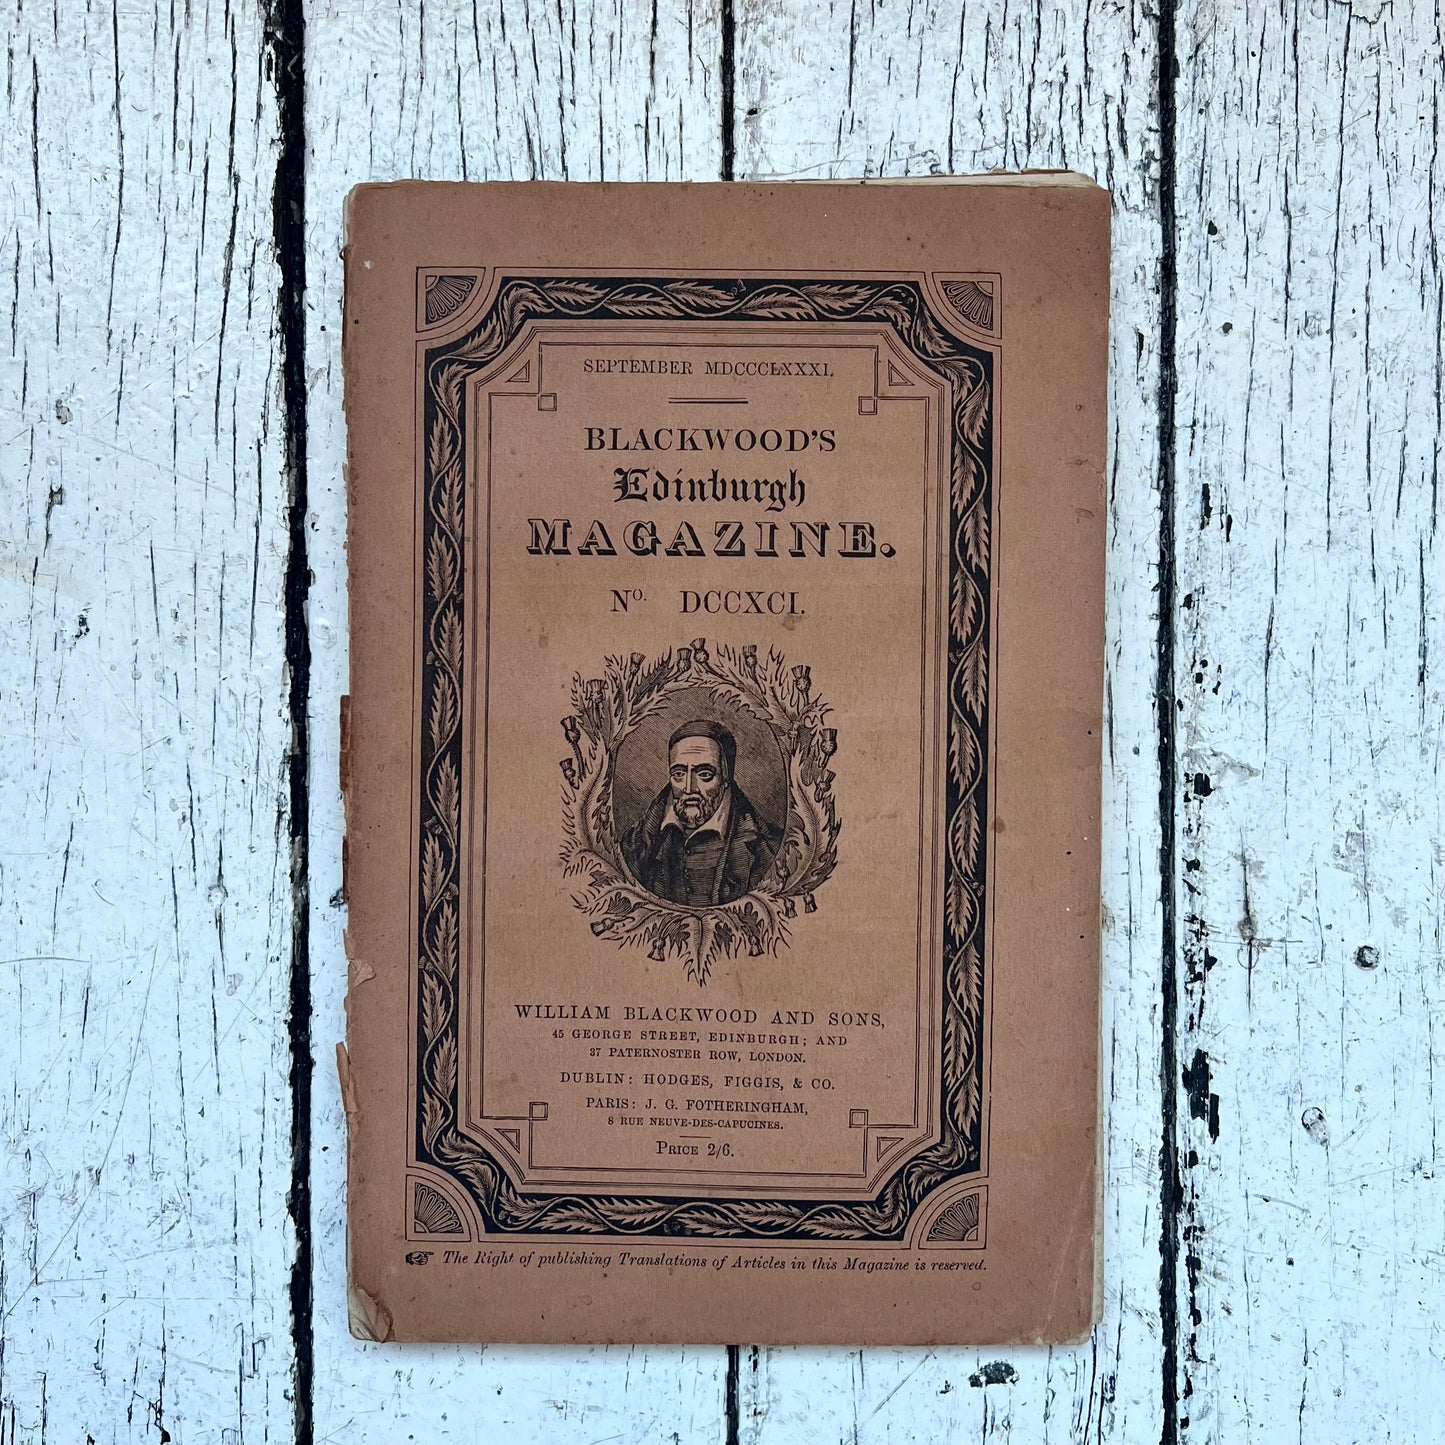 SEPTEMBER MDCCCLXXXI.
BLACKWOOD'S
Edinburgh
MAGAZINE.
No. DCCXCI.
WILLIAM BLACKWOOD AND SONS,
45 GEORGE STREET, EDINBURGH; AND
37 PATERNOSTER ROW, LONDON.
DUBLIN: HODGES, FIGGIS, & CO.
PARIS: J. G. FOTHERINGHAM,
8 RUE NEUVE-DES-CAPUCINES.
PRICE 2/6.
☞ The Right of publishing Translations of Articles in this Magazine is reserved.